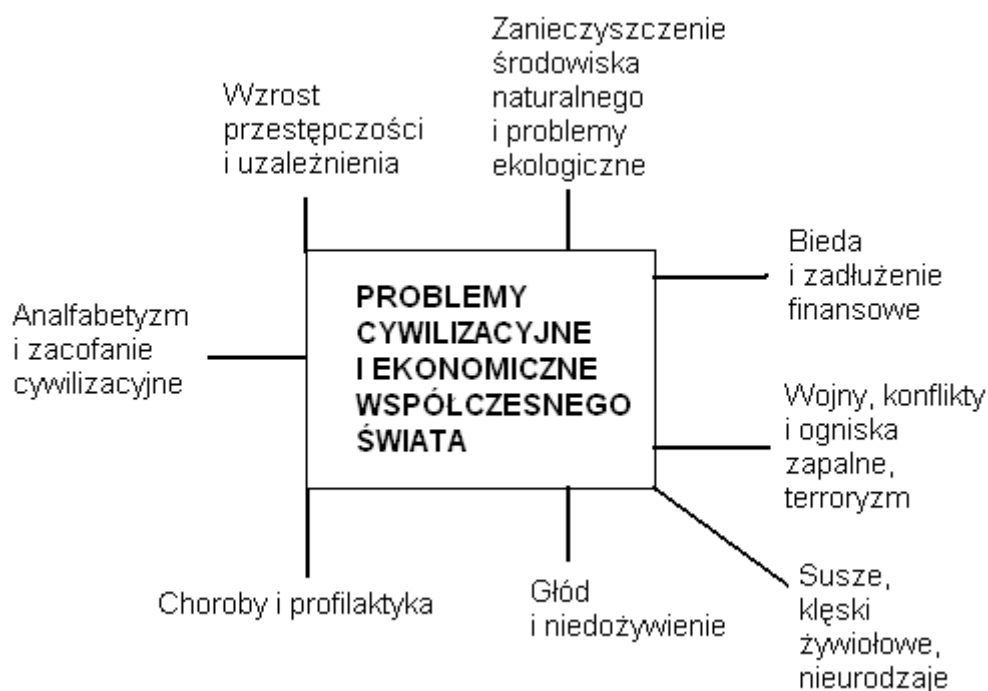 Zanieczyszczenie
środowiska
naturalnego
i problemy
ekologiczne
Wzrost
przestępczości
i uzależnienia
Bieda
i zadłużenie
finansowe
PROBLEMY
CYWILIZACYJNE
I EKONOMICZNE
WSPÓŁCZESNEGO
ŚWIATA
Analfabetyzm
i zacofanie
cywilizacyjne
Wojny, konflikty
i ogniska
zapalne,
terroryzm
Choroby i profilaktyka
Głód
i niedożywienie
Susze,
klęski
żywiołowe,
nieurodzaje